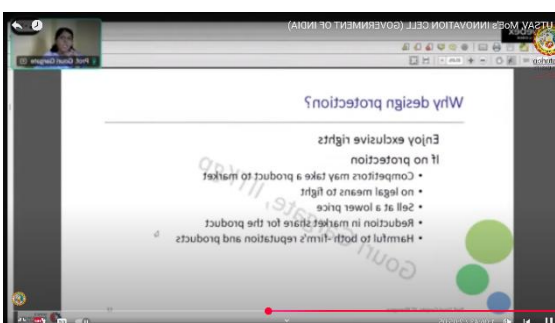 UTSAV, MoE's INNOVATION CELL (GOVERNMENT OF INDIA)
Prof. Gouri Gargate
Why design protection?
Enjoy exclusive rights
If no protection
• Competitors may take a product to market
• no legal means to fight
• Sell at a lower price
• Reduction in market share for the product
• Harmful to both -firm's reputation and products
Gouri Gargate, IITKgp